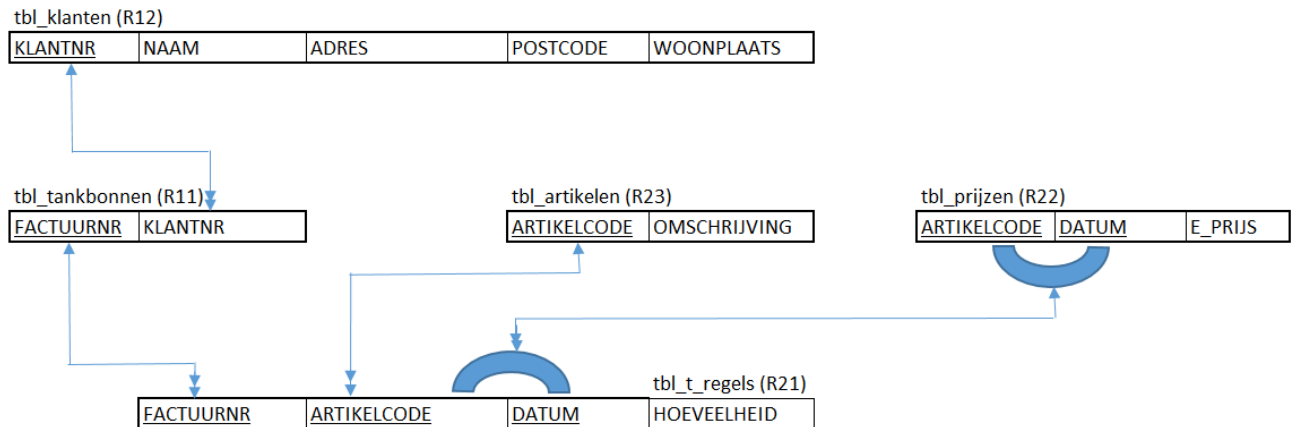 tbl_klanten (R12)
KLANTNR NAAM ADRES POSTCODE WOONPLAATS
tbl_tankbonnen (R11) tbl_artikelen (R23) tbl_prijzen (R22)
FACTUURNR KLANTNR ARTIKELCODE OMSCHRIJVING ARTIKELCODE DATUM E_PRIJS
tbl_t_regels (R21)
FACTUURNR ARTIKELCODE DATUM HOEVEELHEID